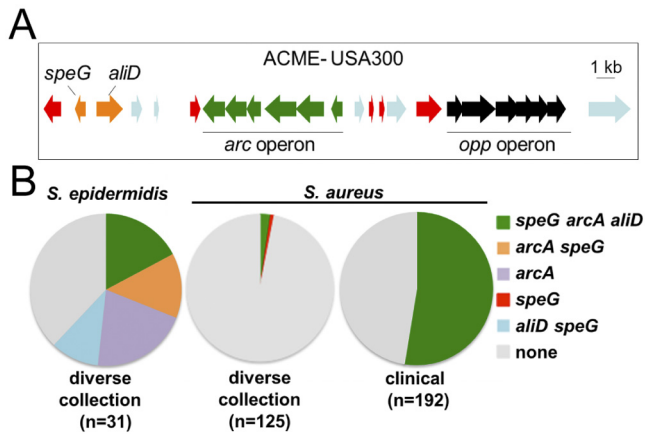 A
ACME- USA300
1 kb
speG aliD
arc operon
opp operon
B
S. epidermidis
S. aureus
speG arcA aliD
arcA speG
arcA
speG
aliD speG
none
diverse
collection
(n=31)
diverse
collection
(n=125)
clinical
(n=192)